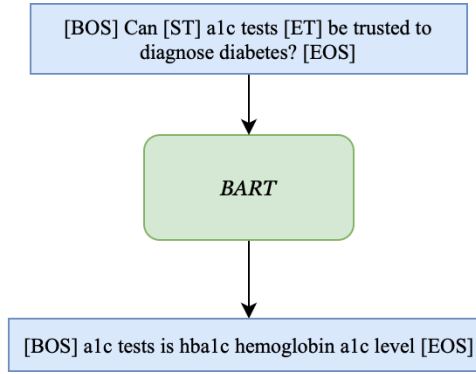 [BOS] Can [ST] a1c tests [ET] be trusted to
diagnose diabetes? [EOS]
BART
[BOS] a1c tests is hba1c hemoglobin a1c level [EOS]